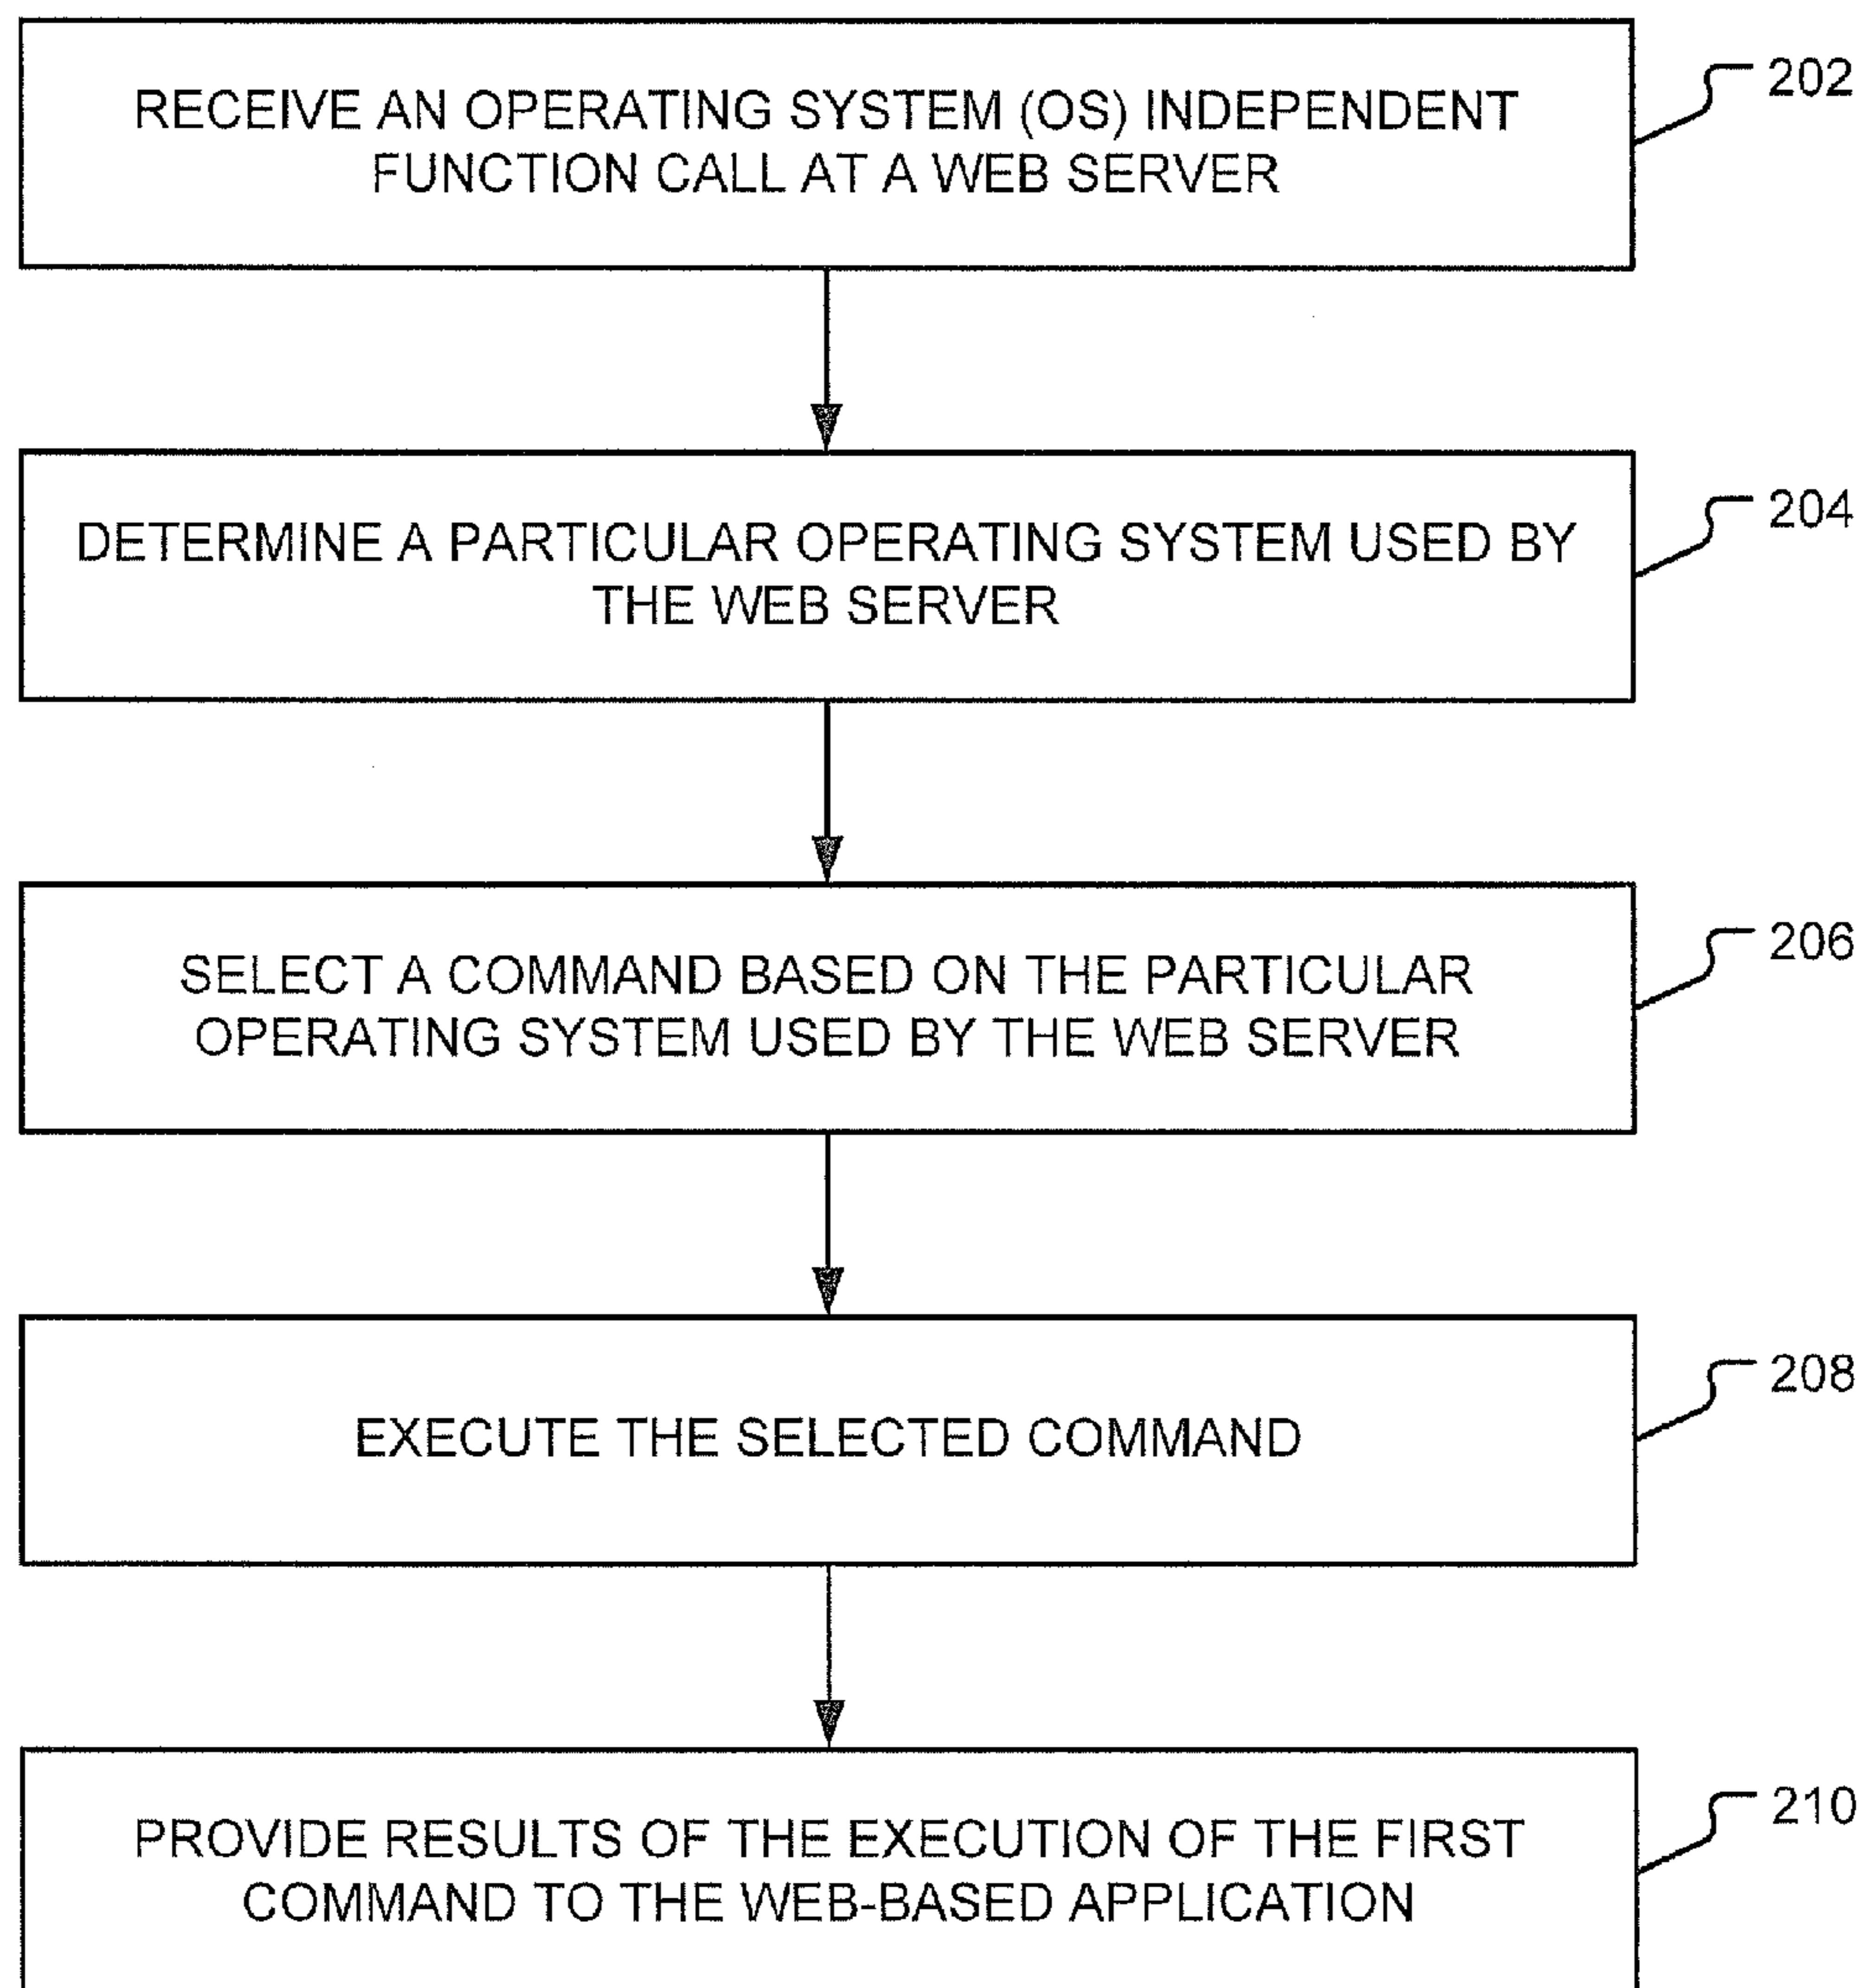 RECEIVE AN OPERATING SYSTEM (OS) INDEPENDENT
FUNCTION CALL AT A WEB SERVER
202
DETERMINE A PARTICULAR OPERATING SYSTEM USED BY
THE WEB SERVER
204
SELECT A COMMAND BASED ON THE PARTICULAR
OPERATING SYSTEM USED BY THE WEB SERVER
206
EXECUTE THE SELECTED COMMAND
208
PROVIDE RESULTS OF THE EXECUTION OF THE FIRST
COMMAND TO THE WEB-BASED APPLICATION
210